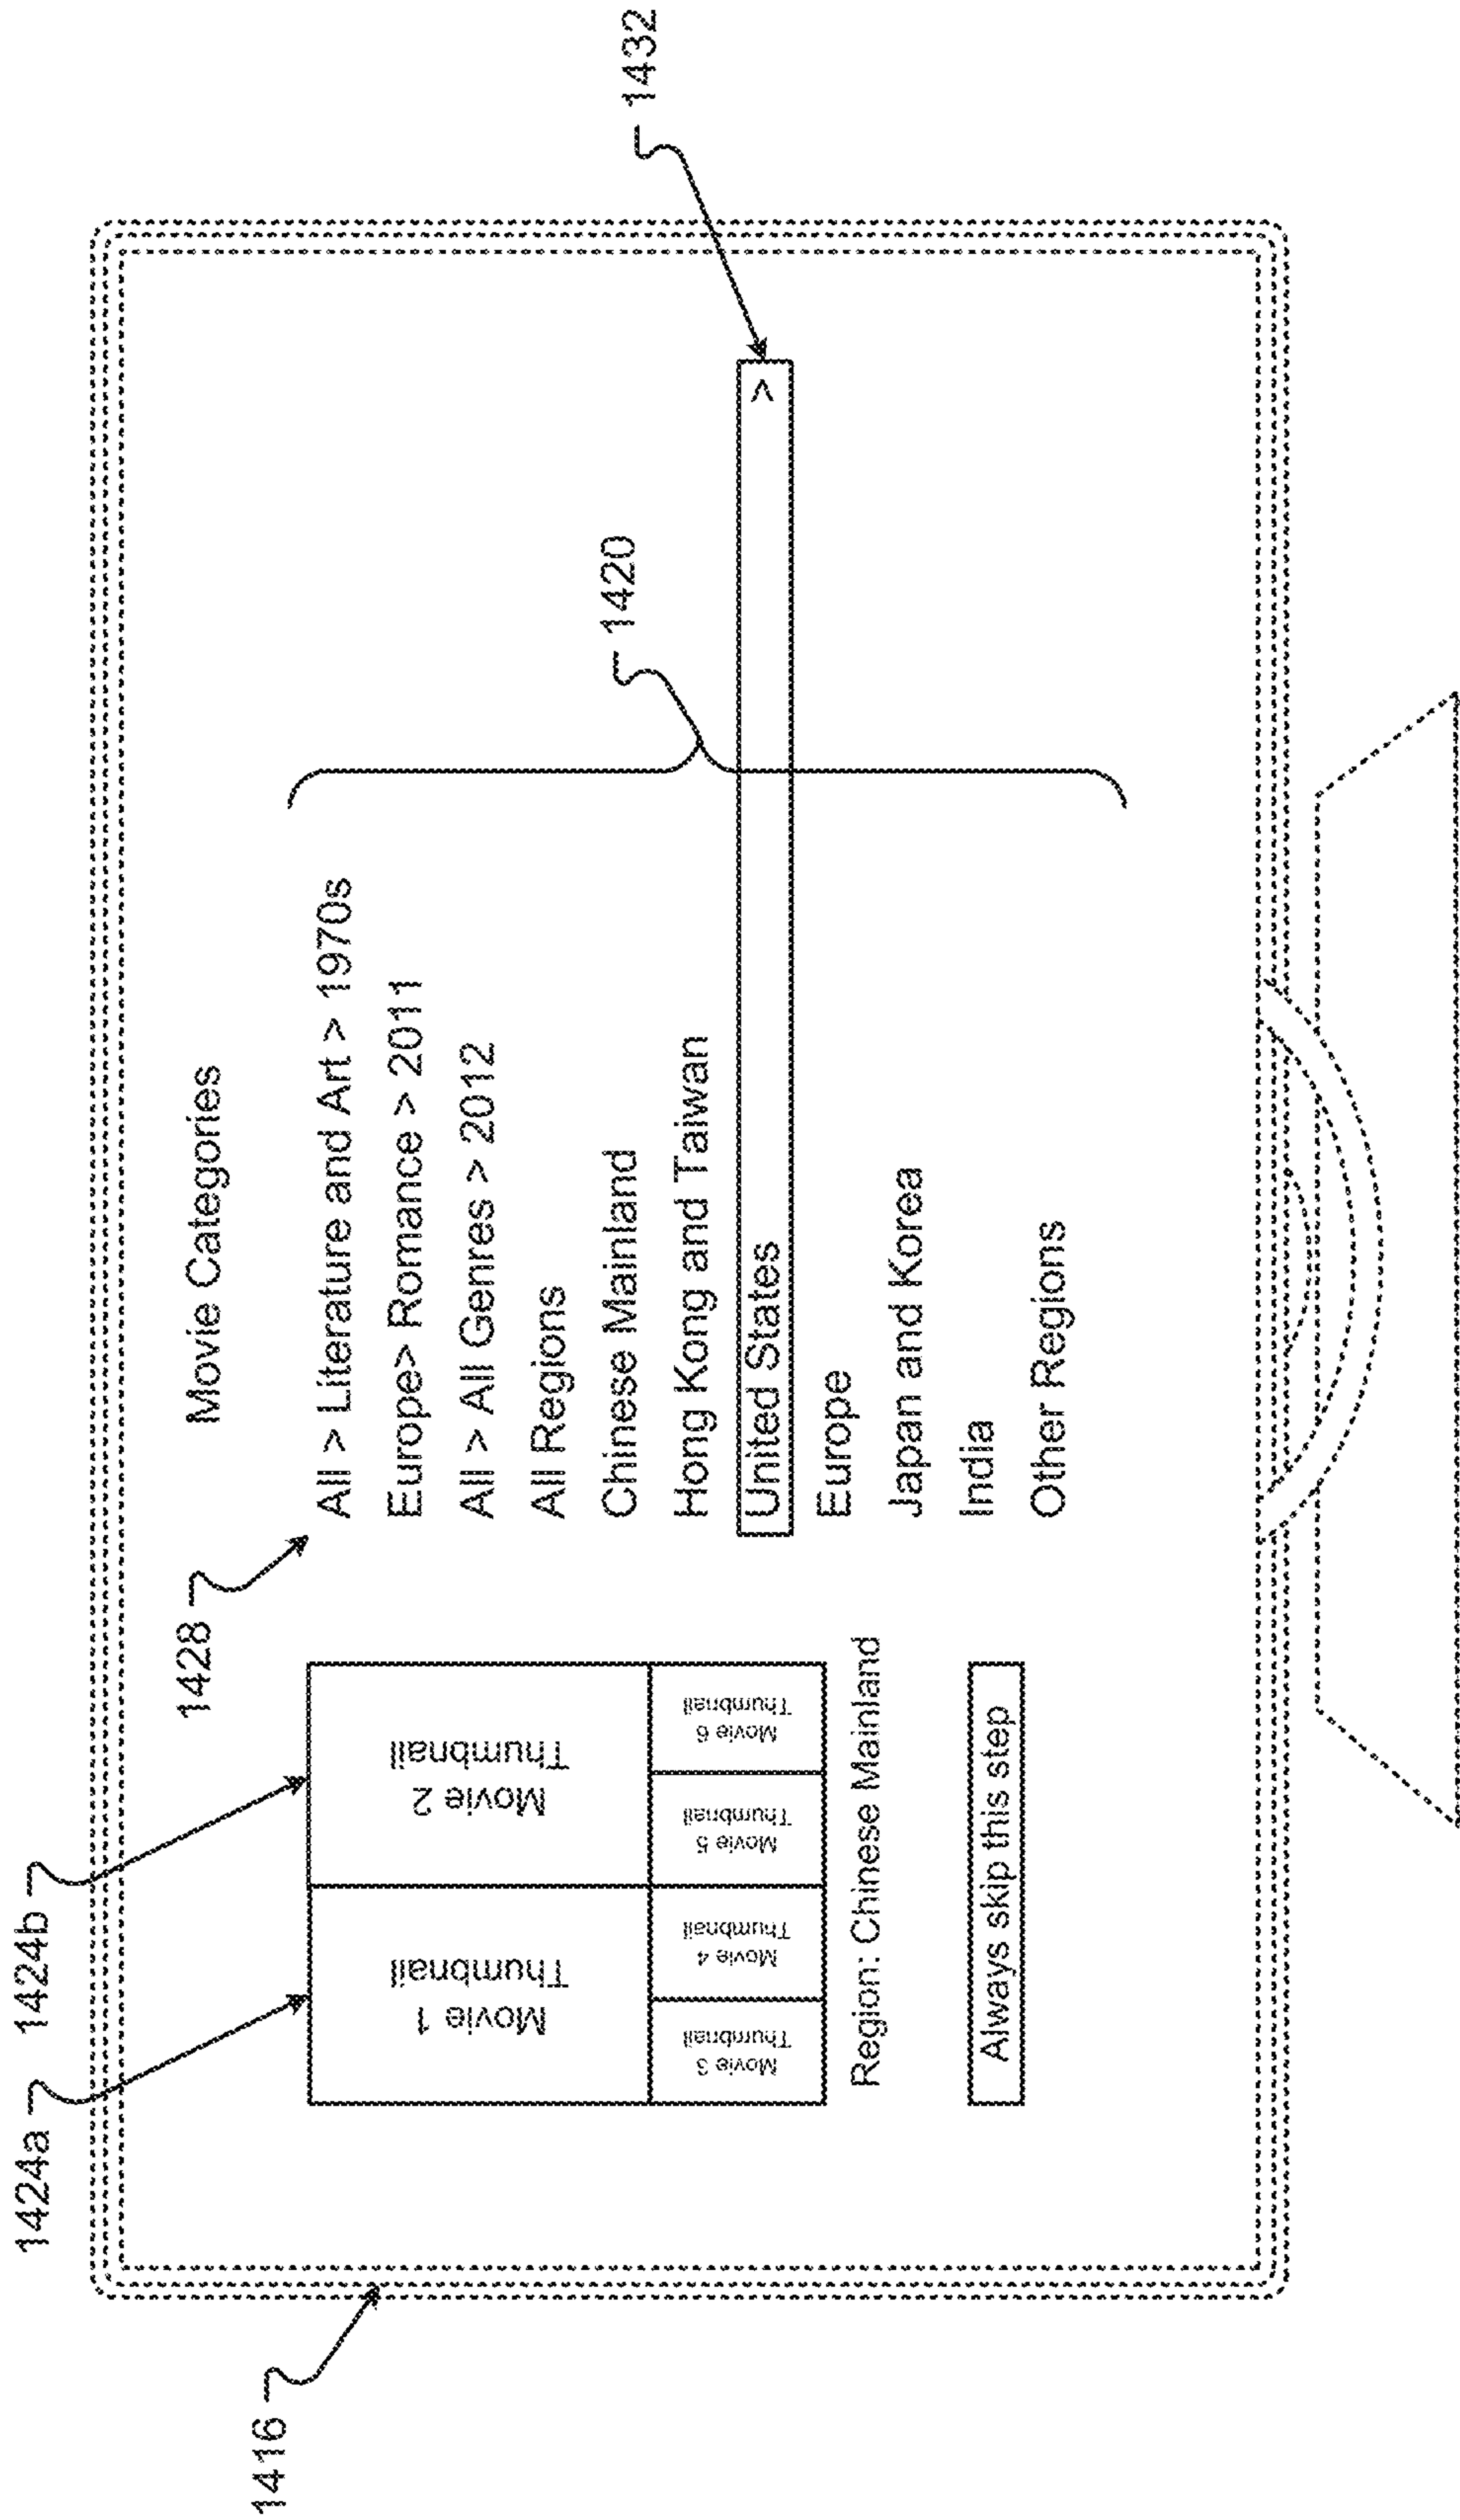 1424a
1424b
1416
1428
Movie Categories
Movie 1
Thumbnail
Movie 2
Thumbnail
Movie 3
Thumbnail
Movie 4
Thumbnail
Movie 5
Thumbnail
Movie 6
Thumbnail
Region: Chinese Mainland
Always skip this step
All > Literature and Art > 1970s
Europe> Romance > 2011
All > All Genres > 2012
All Regions
Chinese Mainland
Hong Kong and Taiwan
United States >
Europe
Japan and Korea
India
Other Regions
1420
1432